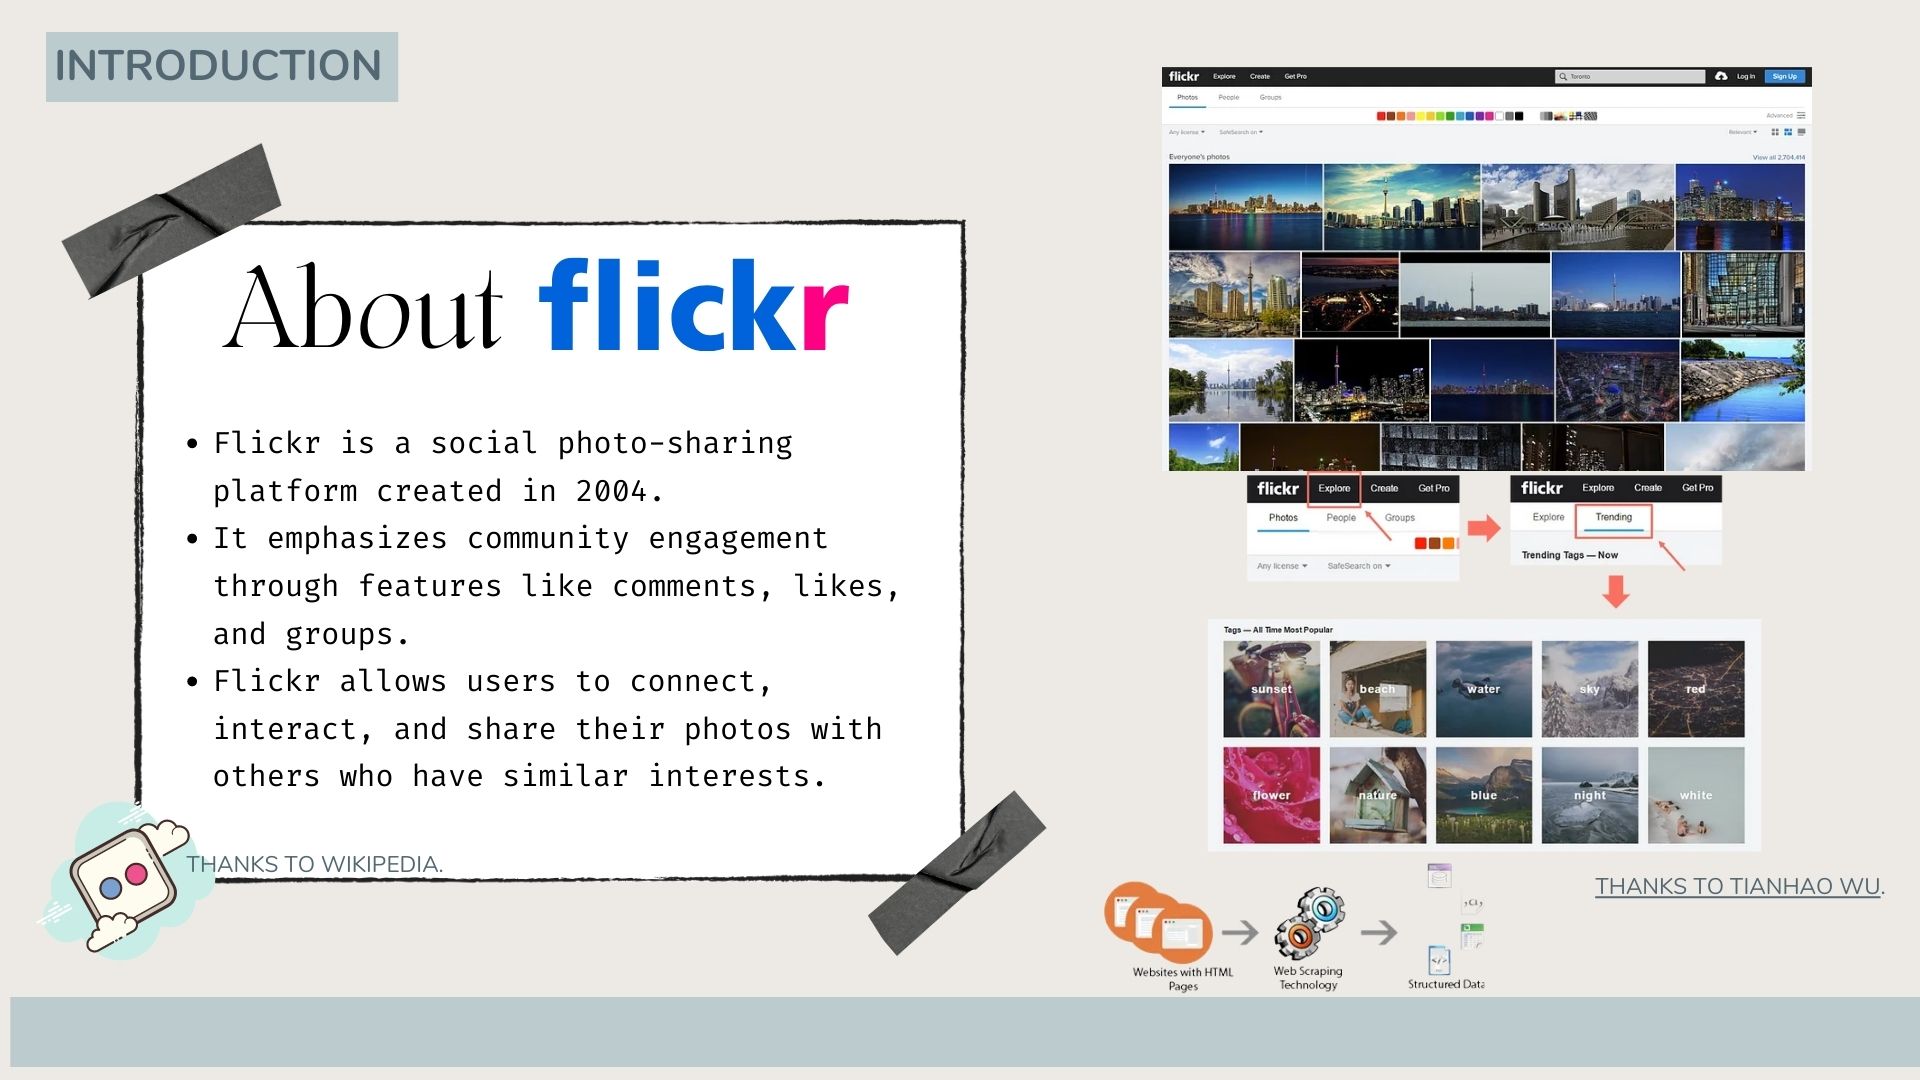 INTRODUCTION
About flickr
• Flickr is a social photo-sharing
platform created in 2004.
• It emphasizes community engagement
through features like comments, likes,
and groups.
• Flickr allows users to connect,
interact, and share their photos with
others who have similar interests.
THANKS TO WIKIPEDIA.
flickr Explore Create Get Pro Toronto Log In Sign Up
Photos People Groups
Advanced
Any license SafeSearch on Relevant
Everyone's photos View all 2,704,414
flickr Explore Create Get Pro
Photos People Groups
Any license SafeSearch on
flickr Explore Create Get Pro
Explore Trending
Trending Tags — Now
Tags — All Time Most Popular
sunset beach water sky red
flower nature blue night white
THANKS TO TIANHAO WU.
Websites with HTML
Pages
Web Scraping
Technology
Structured Data